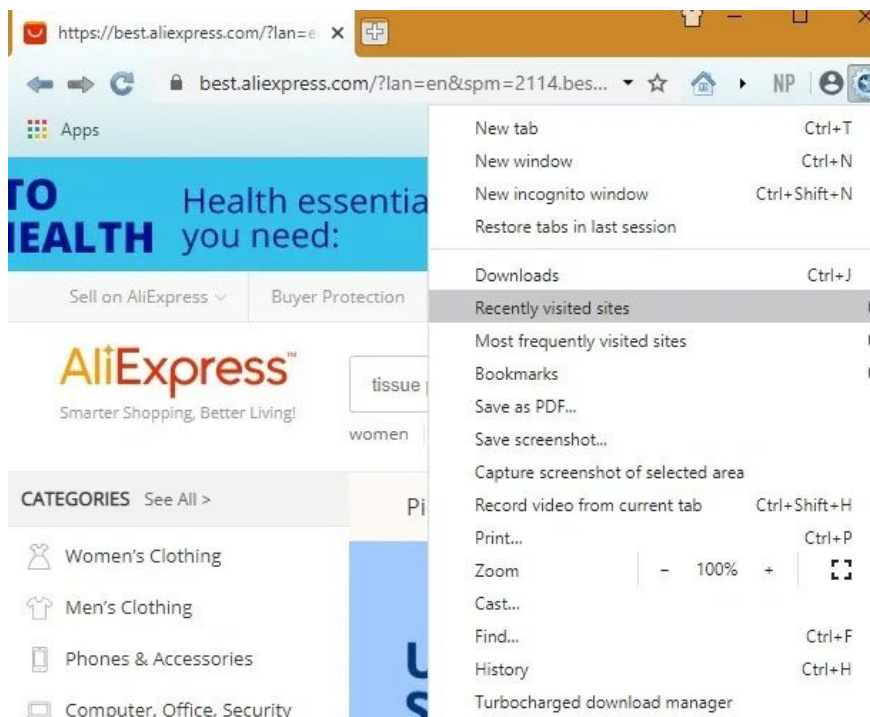 https://best.aliexpress.com/?lan=e
best.aliexpress.com/?lan=en&spm=2114.bes...
NP
Apps
TO
HEALTH
Health essentia
you need:
Sell on AliExpress
Buyer Protection
AliExpress™
Smarter Shopping, Better Living!
tissue
women
CATEGORIES See All >
Pi
Women's Clothing
Men's Clothing
Phones & Accessories
Computer, Office, Security
U
S
New tab Ctrl+T
New window Ctrl+N
New incognito window Ctrl+Shift+N
Restore tabs in last session
Downloads Ctrl+J
Recently visited sites
Most frequently visited sites
Bookmarks
Save as PDF...
Save screenshot...
Capture screenshot of selected area
Record video from current tab Ctrl+Shift+H
Print... Ctrl+P
Zoom - 100% +
Cast...
Find... Ctrl+F
History Ctrl+H
Turbocharged download manager